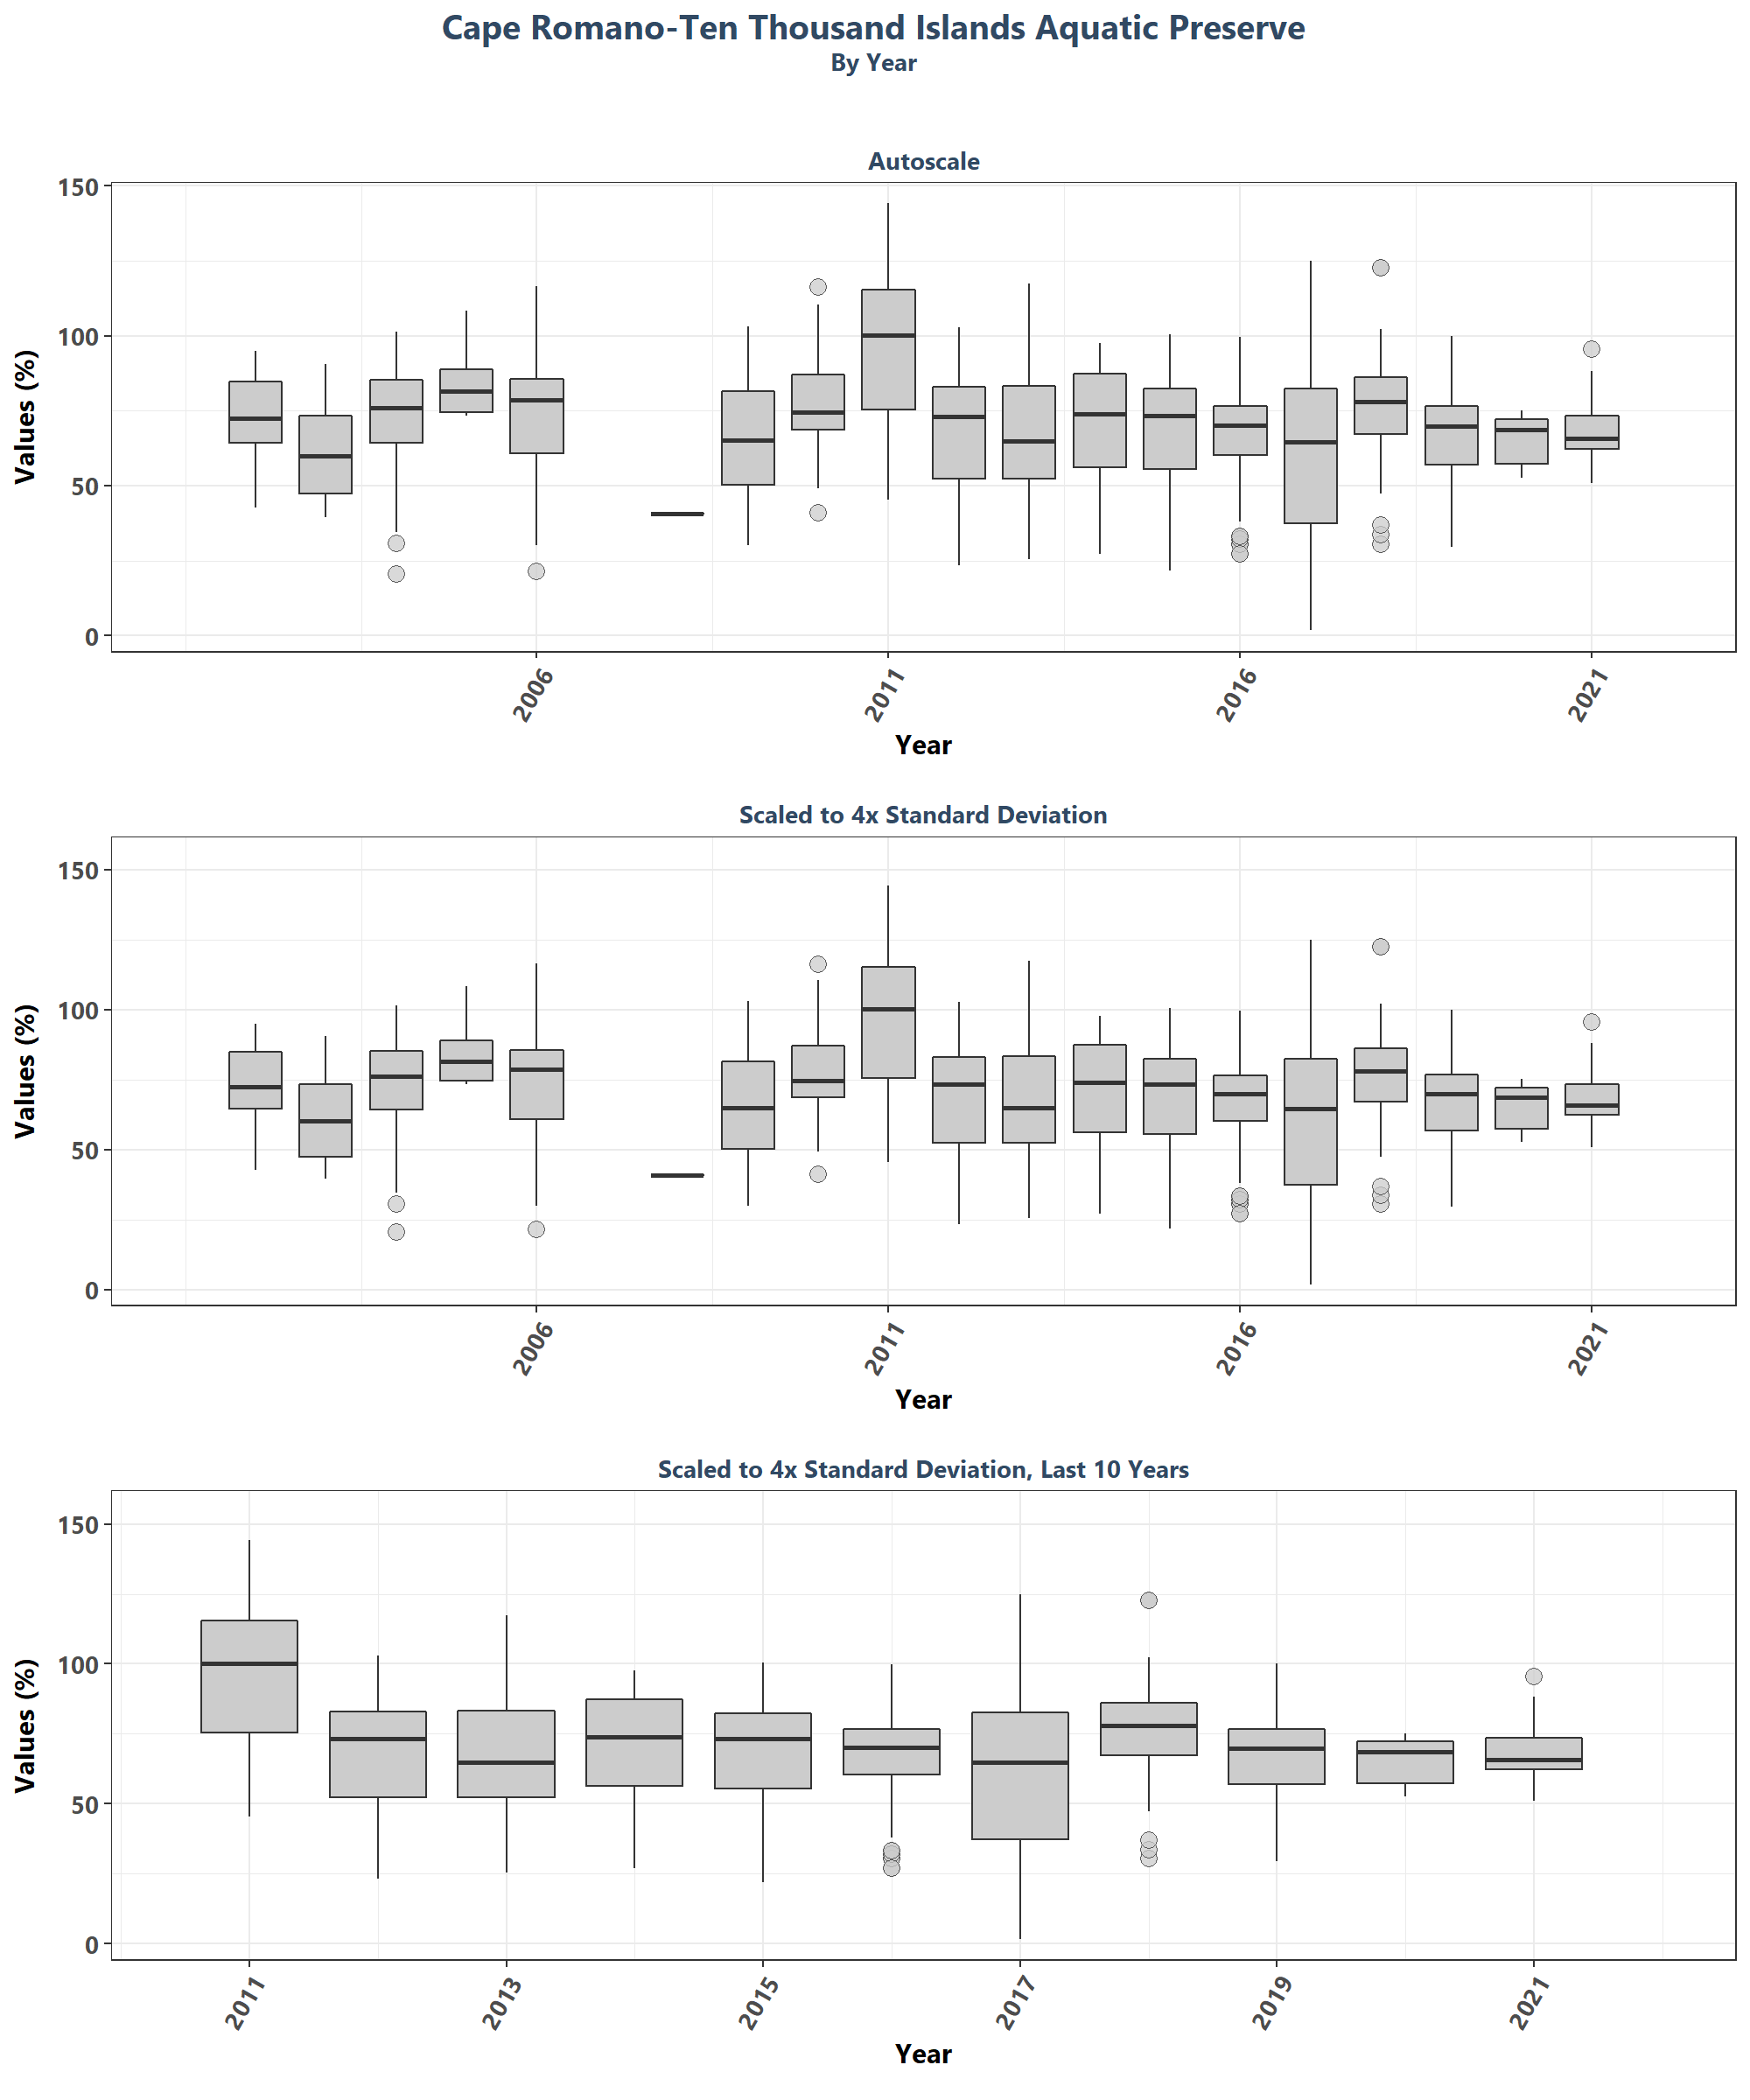 Cape Romano-Ten Thousand Islands Aquatic Preserve
By Year
Autoscale
Values (%)
150
100
50
0
2006
2011
2016
2021
Year
Scaled to 4x Standard Deviation
Values (%)
150
100
50
0
2006
2011
2016
2021
Year
Scaled to 4x Standard Deviation, Last 10 Years
Values (%)
150
100
50
0
2011
2013
2015
2017
2019
2021
Year